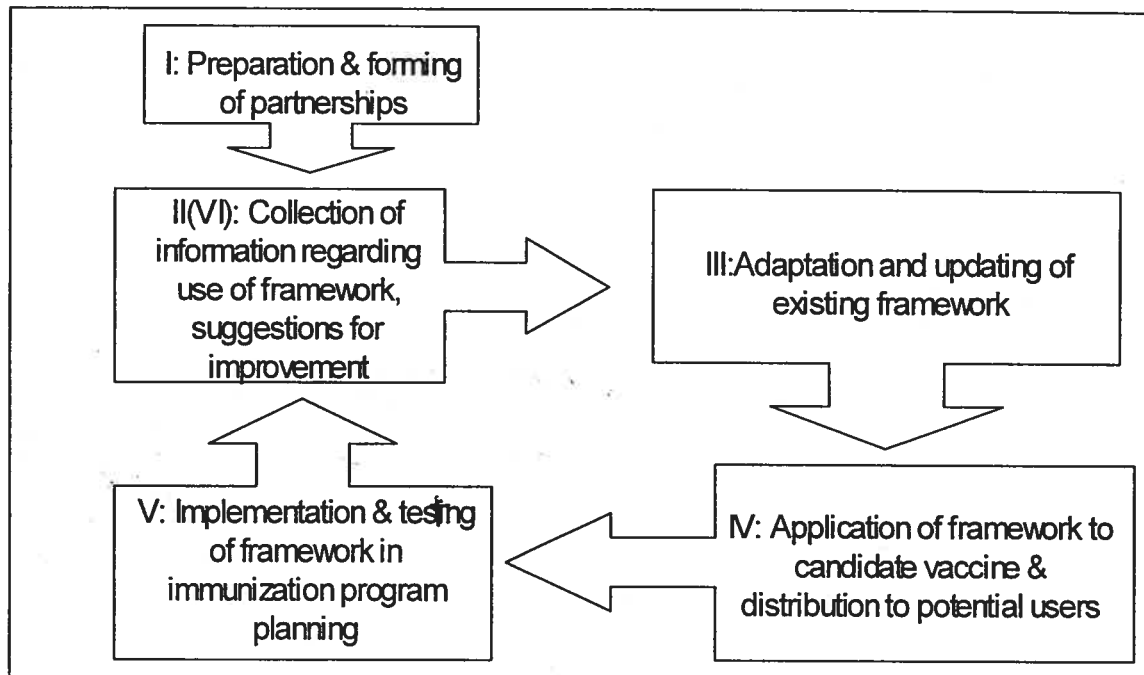 I: Preparation & forming
of partnerships
II(VI): Collection of
information regarding
use of framework,
suggestions for
improvement
III:Adaptation and updating of
existing framework
V: Implementation & testing
of framework in
immunization program
planning
IV: Application of framework to
candidate vaccine &
distribution to potential users